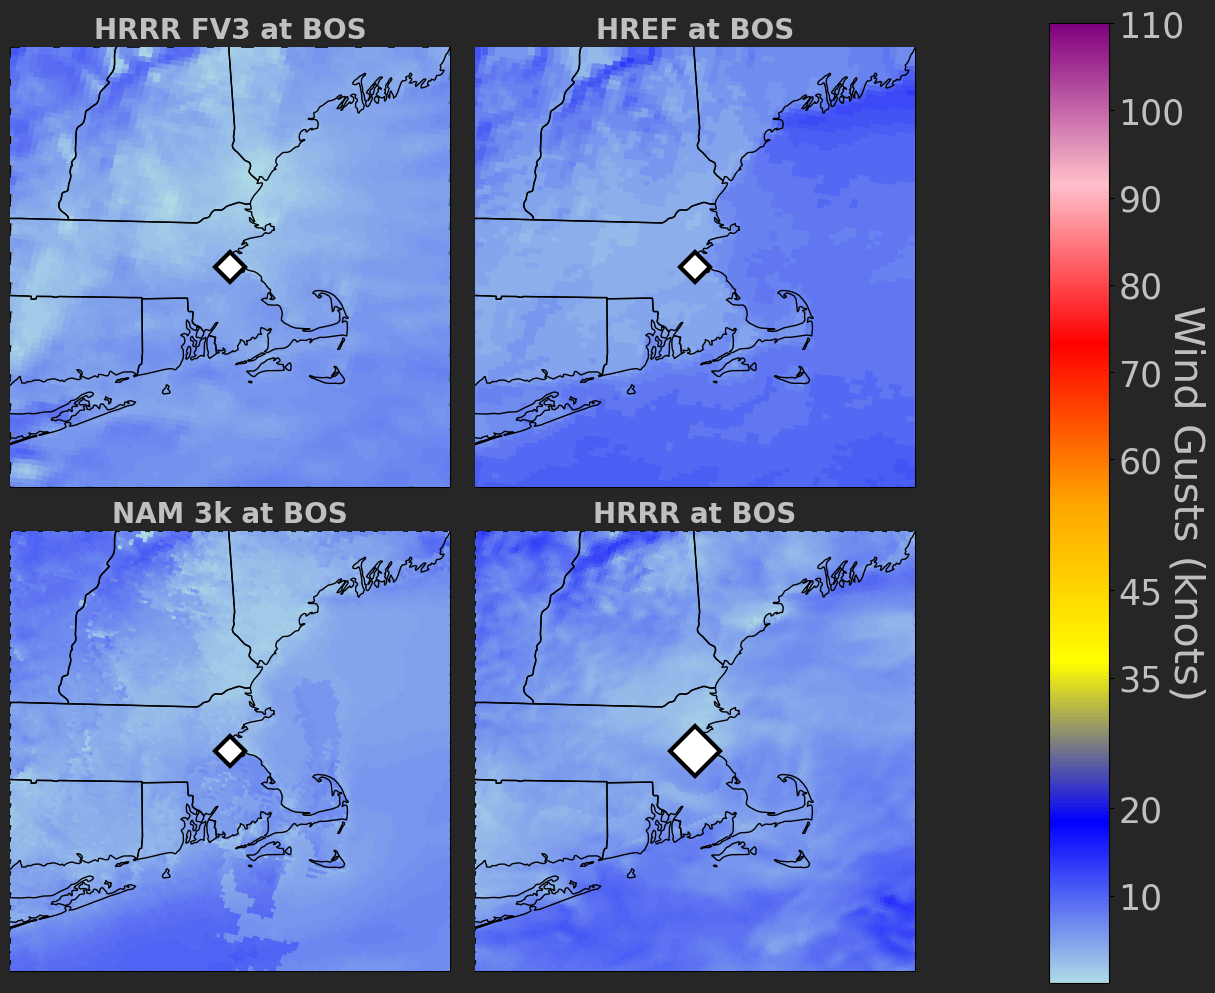 HRRR FV3 at BOS
HREF at BOS
NAM 3k at BOS
HRRR at BOS
110
100
90
80
70
60
45
35
20
10
Wind Gusts (knots)